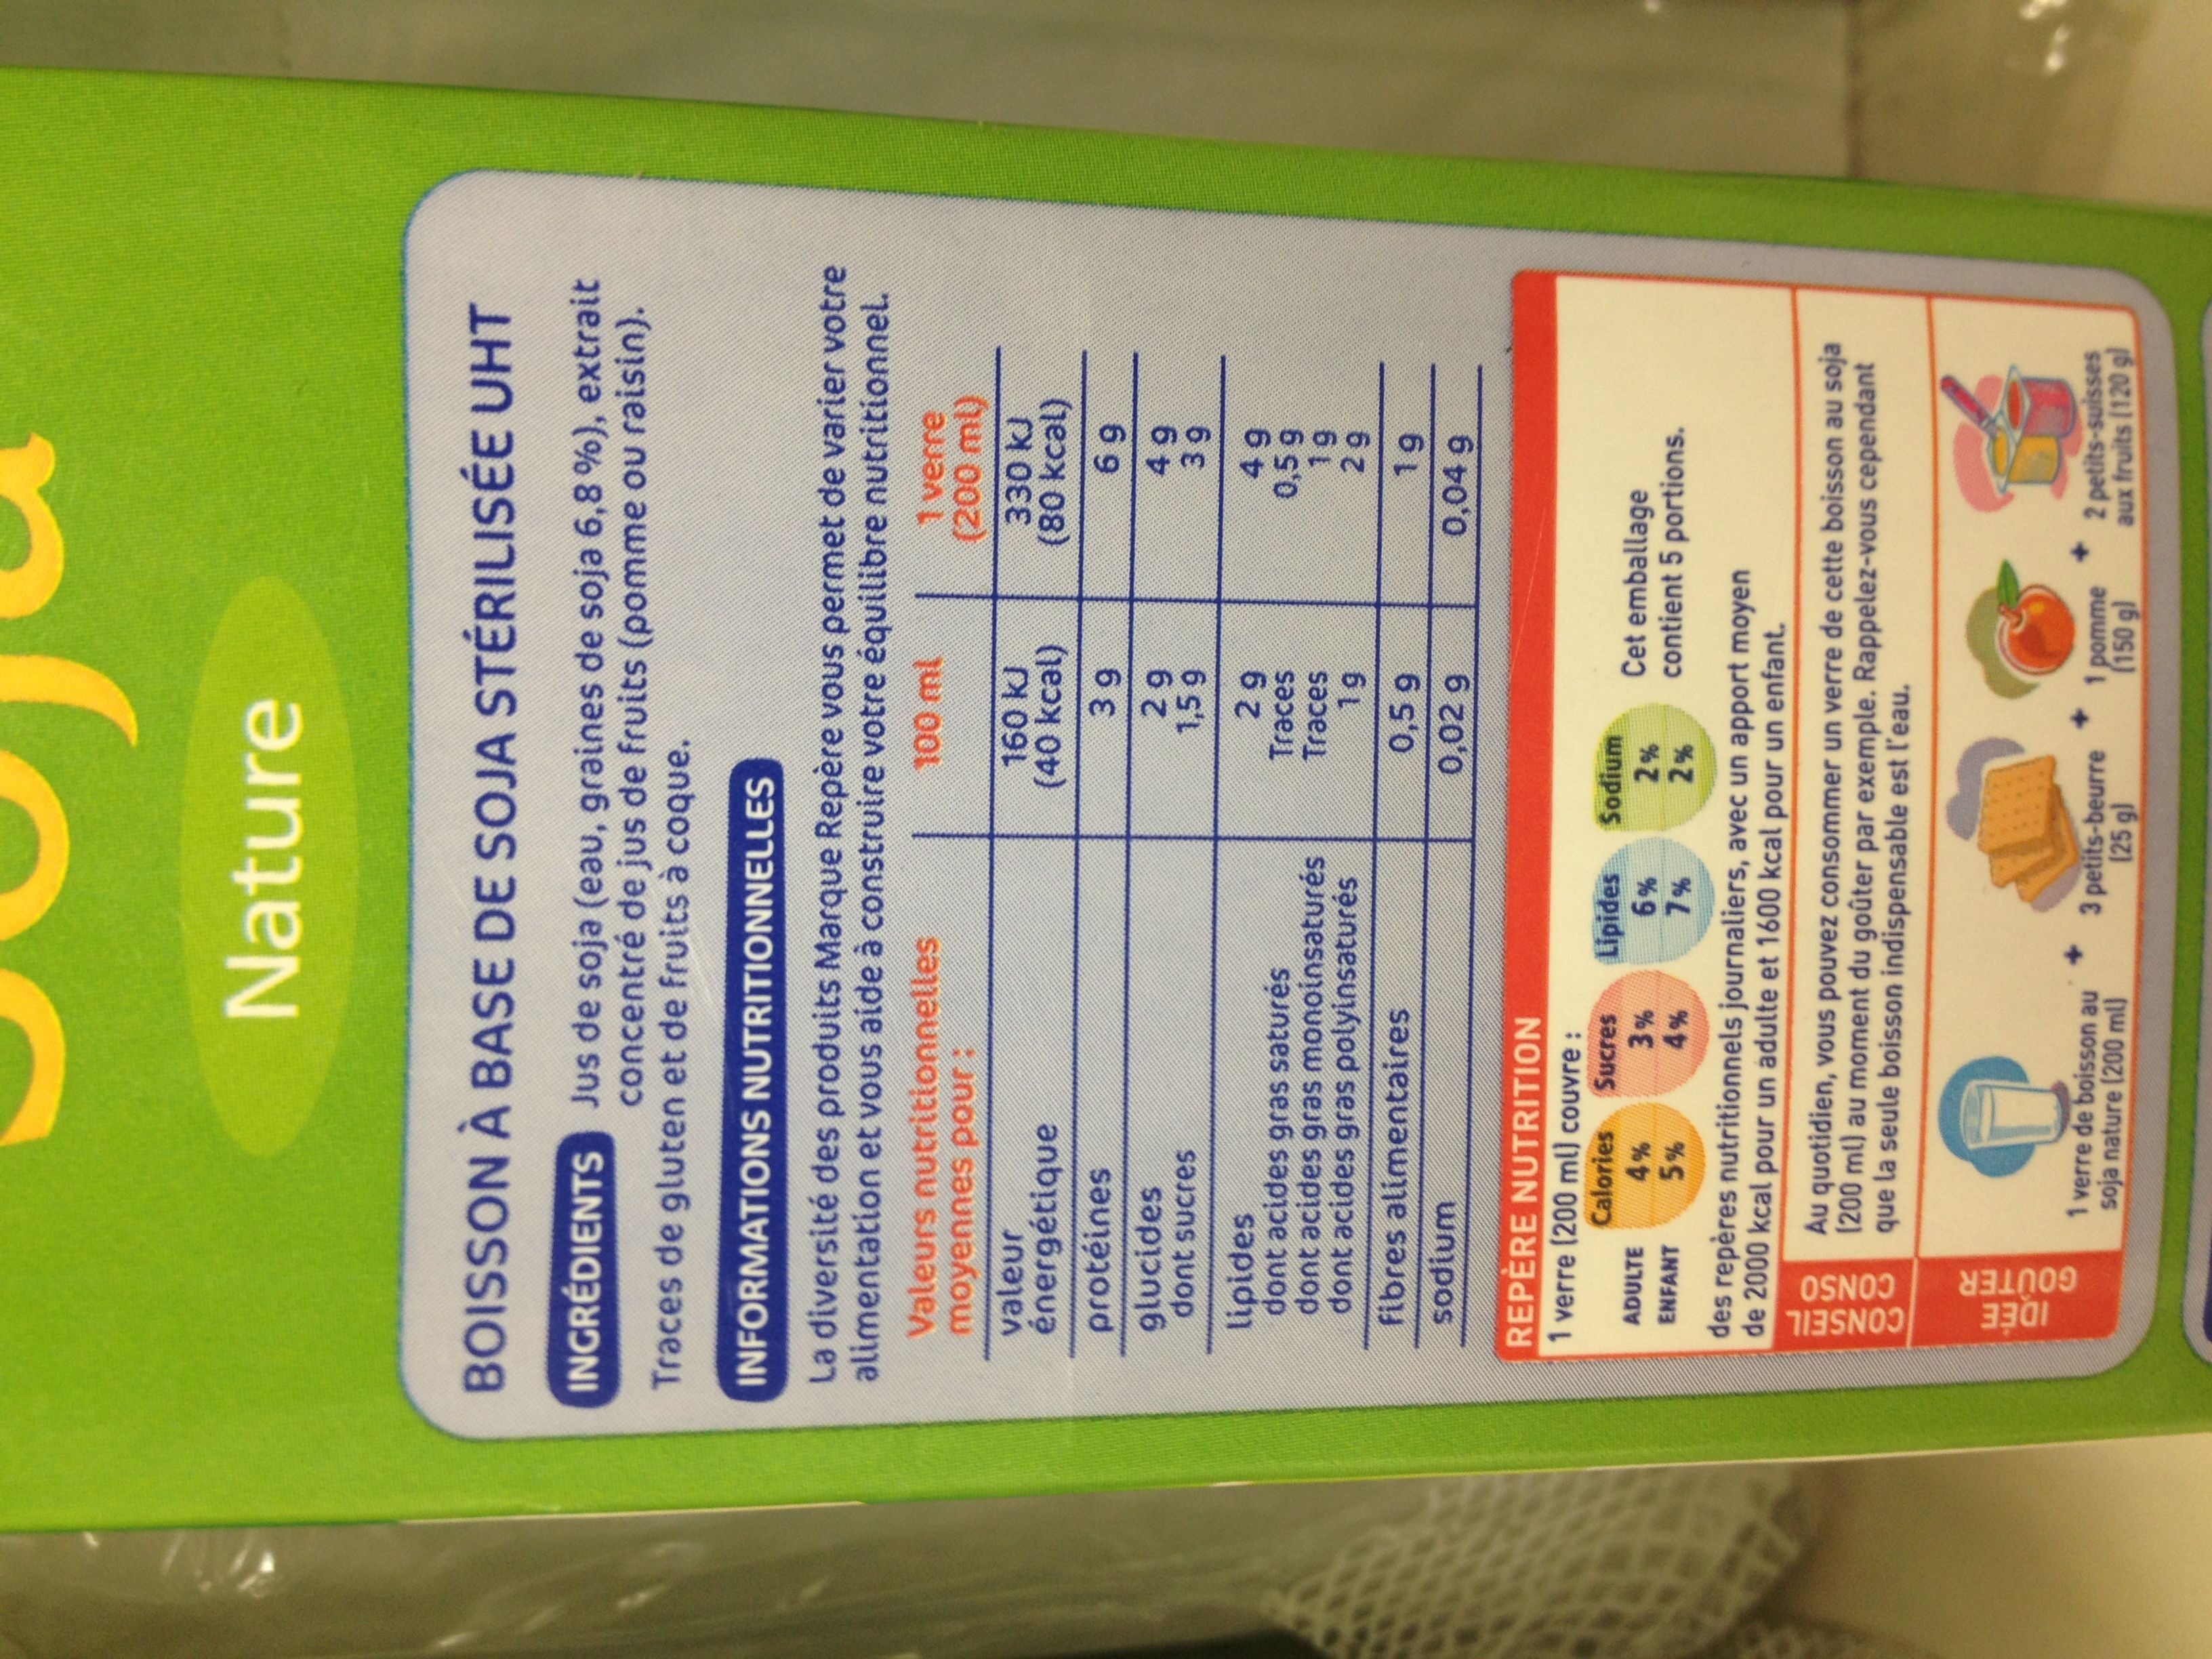 Nature
BOISSON À BASE DE SOJA STÉRILISÉE UHT
INGRÉDIENTS Jus de soja (eau, graines de soja 6,8 %), extrait
concentré de jus de fruits (pomme ou raisin).
Traces de gluten et de fruits à coque.
INFORMATIONS NUTRITIONNELLES
La diversité des produits Marque Repère vous permet de varier votre
alimentation et vous aide à construire votre équilibre nutritionnel.
Valeurs nutritionnelles moyennes pour : 100 ml 1 verre (200 ml)
valeur énergétique 160 kJ (40 kcal) 330 kJ (80 kcal)
protéines 3 g 6 g
glucides 2 g 4 g
dont sucres 1,5 g 3 g
lipides 2 g 4 g
dont acides gras saturés Traces 0,5 g
dont acides gras monoinsaturés Traces 1 g
dont acides gras polyinsaturés 1 g 2 g
fibres alimentaires 0,5 g 1 g
sodium 0,02 g 0,04 g
REPÈRE NUTRITION
1 verre (200 ml) couvre :
Calories Sucres Lipides Sodium
ADULTE 4% 3% 6% 2%
ENFANT 5% 4% 7% 2%
Cet emballage
contient 5 portions.
des repères nutritionnels journaliers, avec un apport moyen
de 2000 kcal pour un adulte et 1600 kcal pour un enfant.
CONSEIL
CONSO
Au quotidien, vous pouvez consommer un verre de cette boisson au soja
(200 ml) au moment du goûter par exemple. Rappelez-vous cependant
que la seule boisson indispensable est l'eau.
IDÉE
GOÛTER
1 verre de boisson au soja nature (200 ml) + 3 petits-beurre (25 g) + 1 pomme (150 g) + 2 petits-suisses aux fruits (120 g)